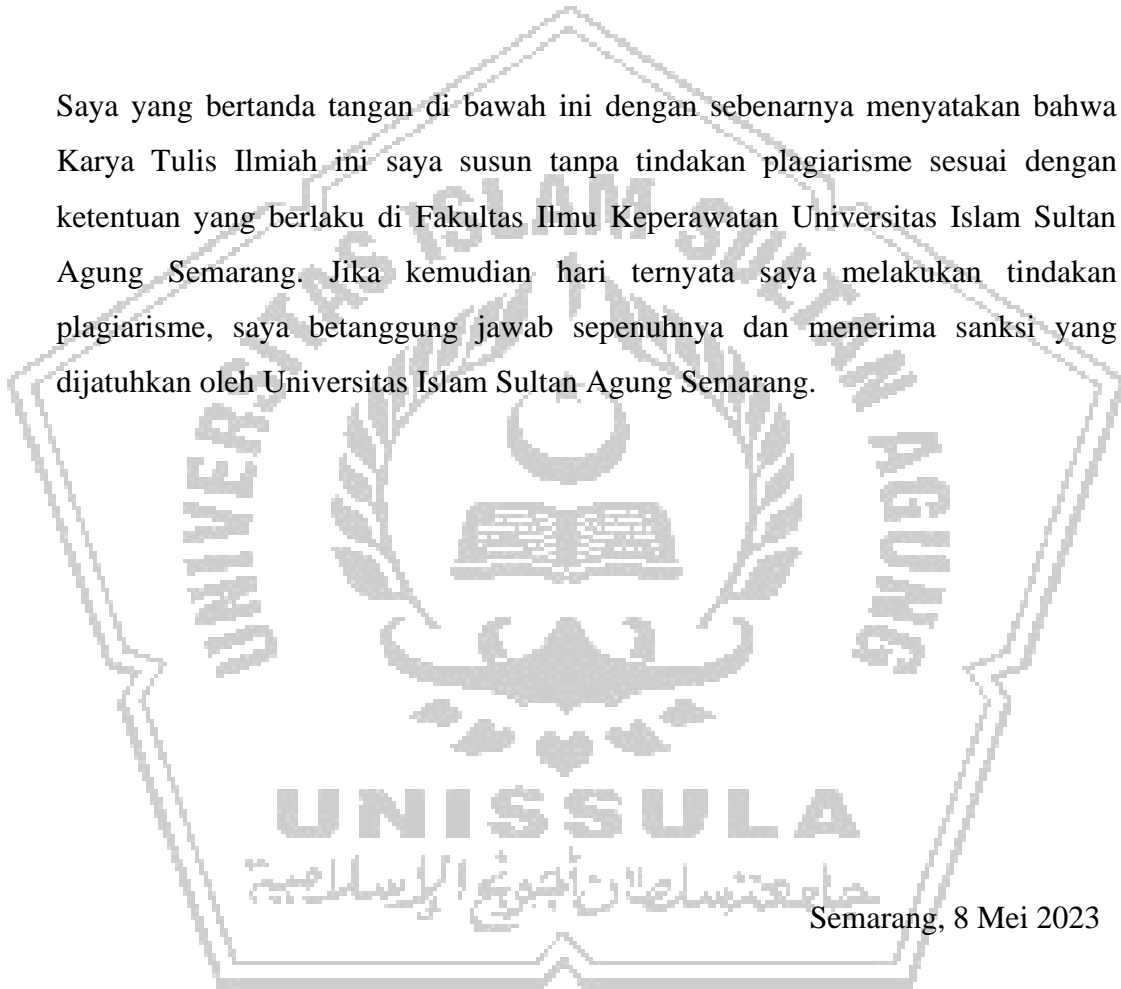 Saya yang bertanda tangan di bawah ini dengan sebenarnya menyatakan bahwa
Karya Tulis Ilmiah ini saya susun tanpa tindakan plagiarisme sesuai dengan
ketentuan yang berlaku di Fakultas Ilmu Keperawatan Universitas Islam Sultan
Agung Semarang. Jika kemudian hari ternyata saya melakukan tindakan
plagiarisme, saya betanggung jawab sepenuhnya dan menerima sanksi yang
dijatuhkan oleh Universitas Islam Sultan Agung Semarang.
UNIVERSITAS ISLAM SULTAN AGUNG
UNISSULA
جامعتسلطان أجونج الإسلامية
Semarang, 8 Mei 2023